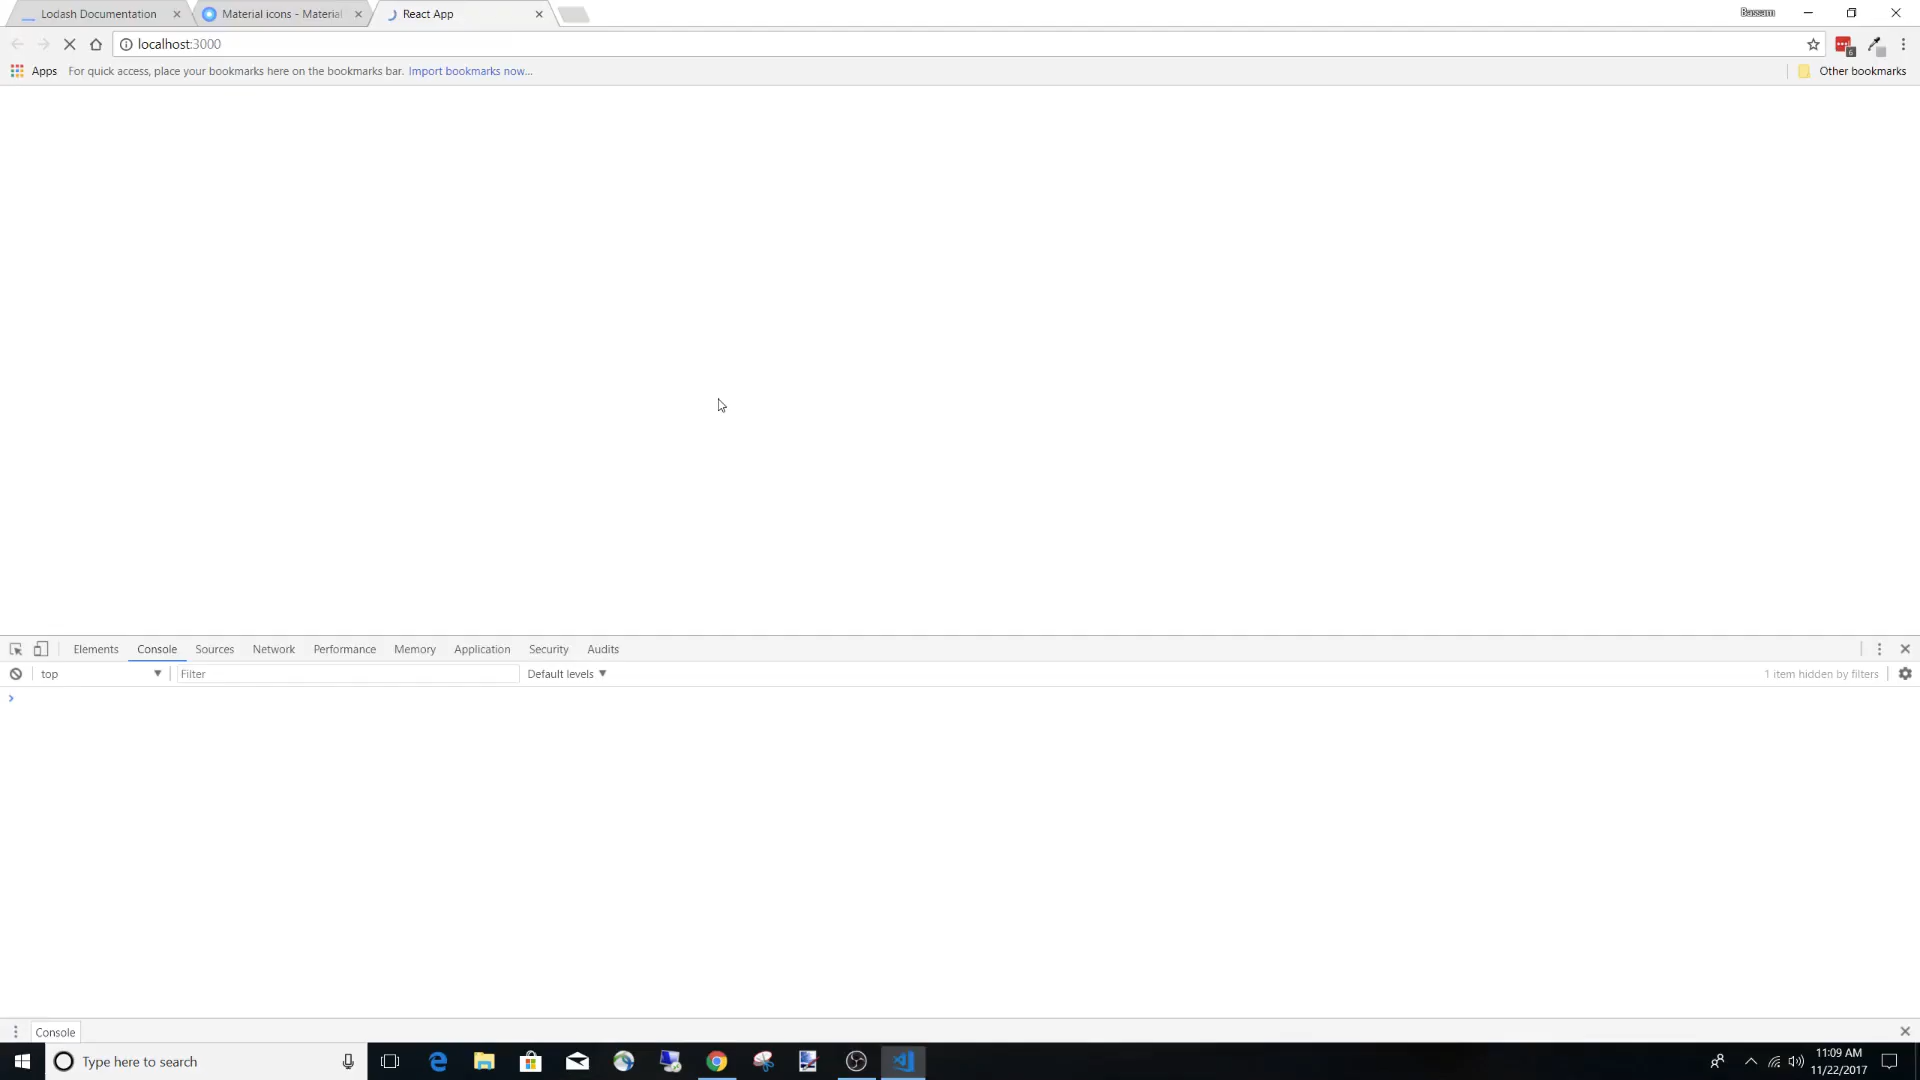 Lodash Documentation
Material icons - Material
React App
Bassam
localhost:3000
6
Apps
For quick access, place your bookmarks here on the bookmarks bar. Import bookmarks now...
Other bookmarks
Elements
Console
Sources
Network
Performance
Memory
Application
Security
Audits
top
Filter
Default levels
1 item hidden by filters
Console
Type here to search
11:09 AM
11/22/2017